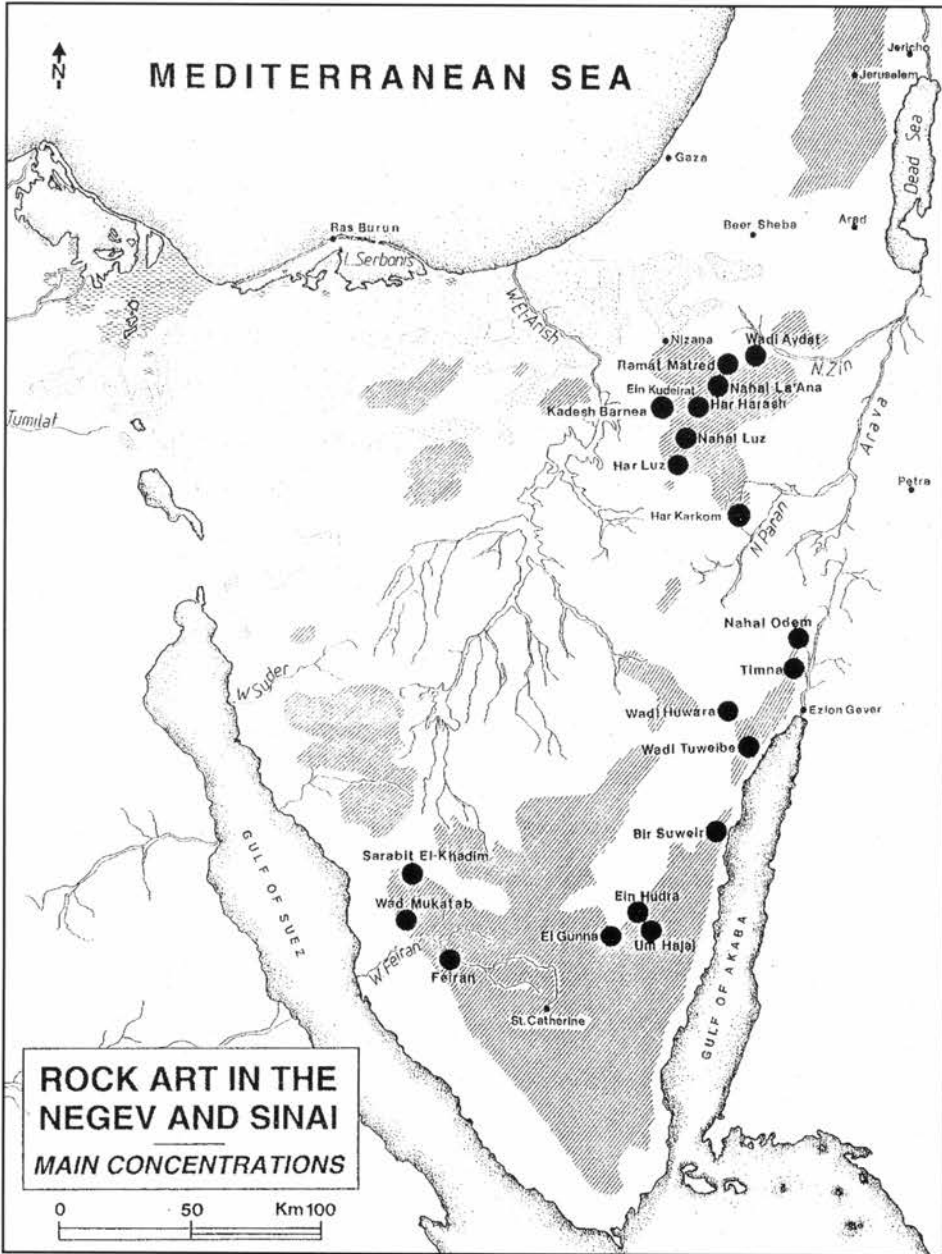 N
MEDITERRANEAN SEA
Jericho
Jerusalem
Dead Sea
Gaza
Ras Burun
L. Serbonis
Beer Sheba
Arad
W.El-Arish
Nizana
Wadi Avdat
Ramat Matred
N.Zin
Ein Kudeirat
Nahal La'Ana
Kadesh Barnea
Har Harash
Tumilat
Nahal Luz
Arava
Har Luz
Petra
Har Karkom
N.Paran
Nahal Odem
Timna
W.Suder
Wadi Huwara
Ezion Gever
Wadi Tuweibe
Bir Suweir
GULF OF SUEZ
Sarabit El-Khadim
Ein Hudra
Wad Mukatab
El Gunna
Um Hajaj
W.Feiran
Feiran
GULF OF AKABA
St.Catherine
ROCK ART IN THE
NEGEV AND SINAI
MAIN CONCENTRATIONS
0 50 Km 100